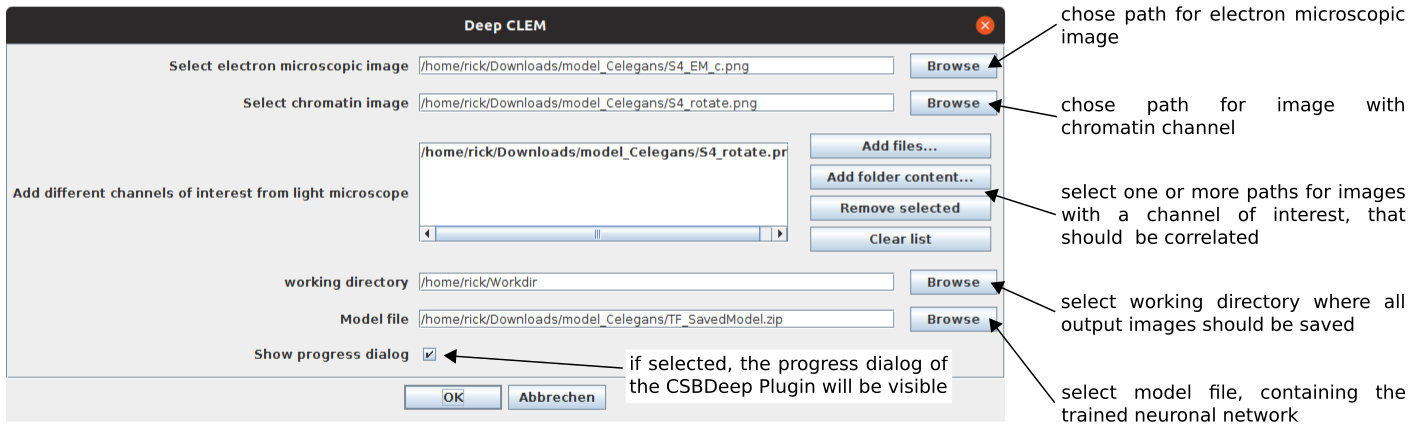 Deep CLEM
chose path for electron microscopic
image
Select electron microscopic image /home/rick/Downloads/model_Celegans/S4_EM_c.png Browse
Select chromatin image /home/rick/Downloads/model_Celegans/S4_rotate.png Browse
chose path for image with
chromatin channel
Add different channels of interest from light microscope
/home/rick/Downloads/model_Celegans/S4_rotate.pr
Add files...
Add folder content...
Remove selected
Clear list
select one or more paths for images
with a channel of interest, that
should be correlated
working directory /home/rick/Workdir Browse
select working directory where all
output images should be saved
Model file /home/rick/Downloads/model_Celegans/TF_SavedModel.zip Browse
Show progress dialog
if selected, the progress dialog of
the CSBDeep Plugin will be visible
select model file, containing the
trained neuronal network
OK Abbrechen